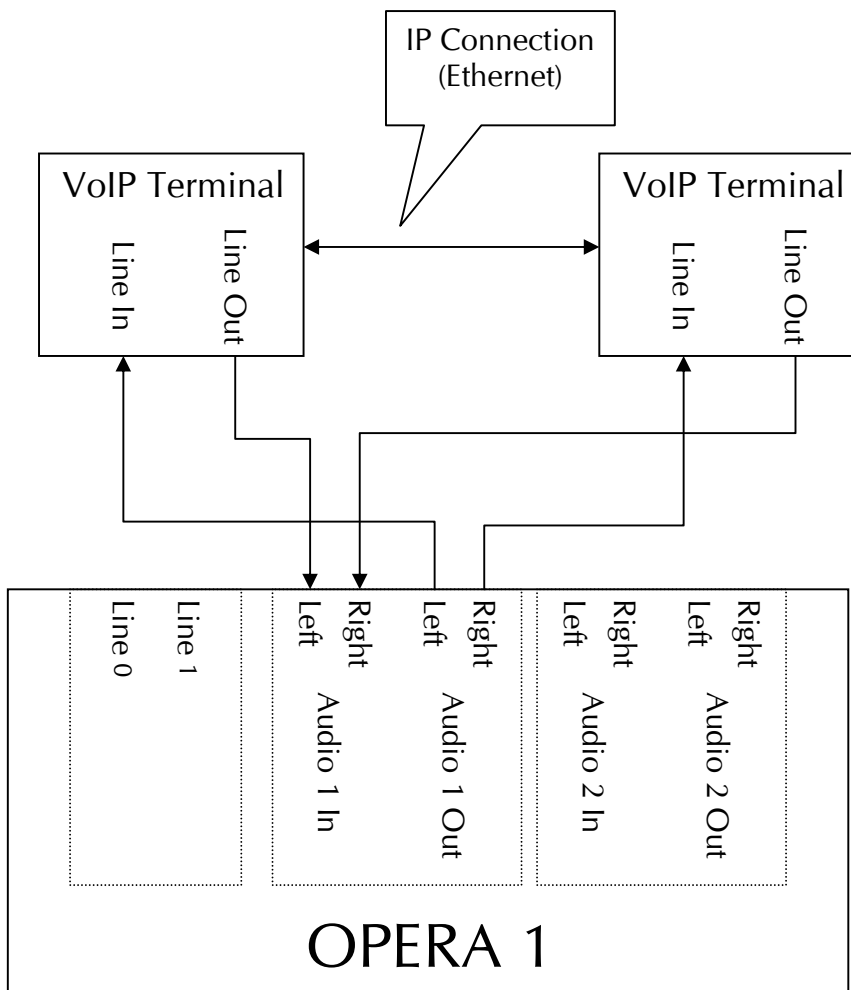 IP Connection
(Ethernet)
VoIP Terminal
VoIP Terminal
Line In
Line Out
Line In
Line Out
Line 0
Line 1
Left
Right
Audio 1 In
Left
Right
Audio 1 Out
Left
Right
Audio 2 In
Left
Right
Audio 2 Out
OPERA 1